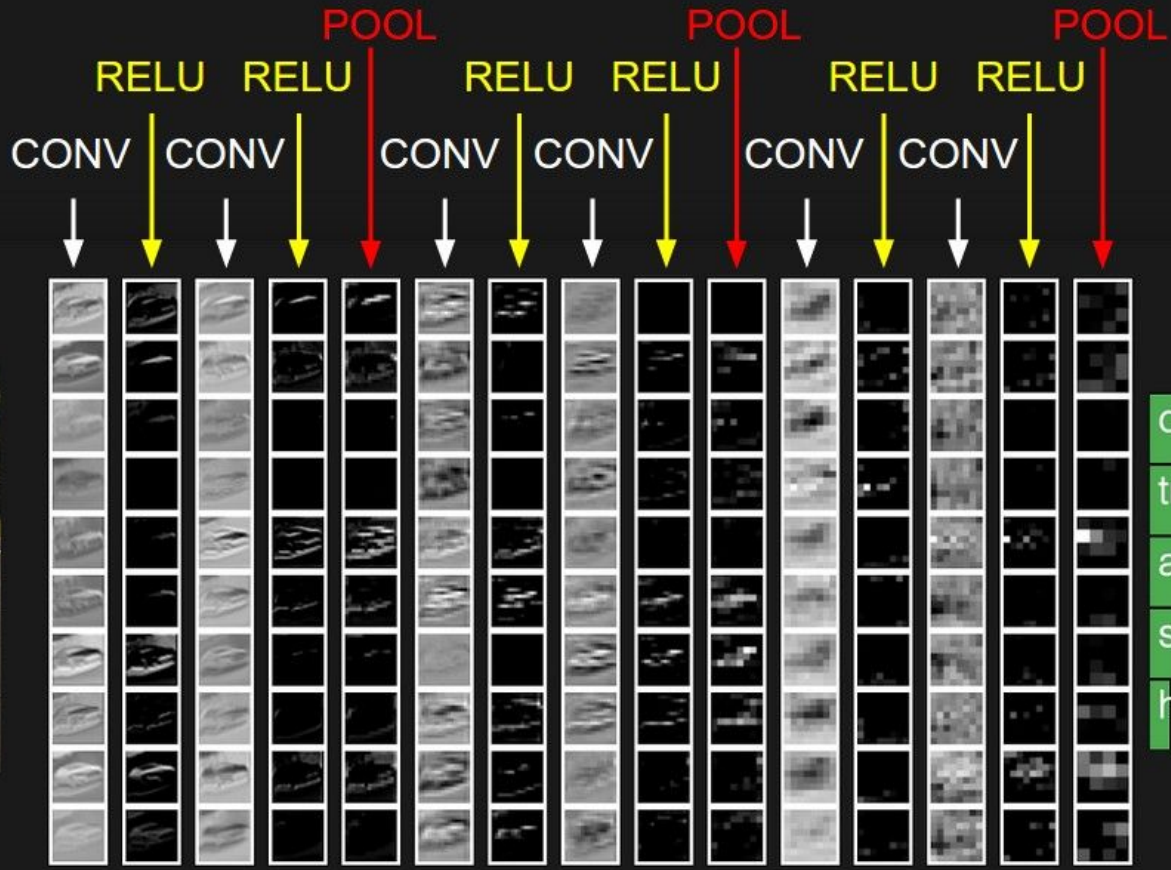 POOL POOL POOL
RELU RELU RELU RELU RELU RELU
CONV CONV CONV CONV CONV CONV
c
t
a
s
h